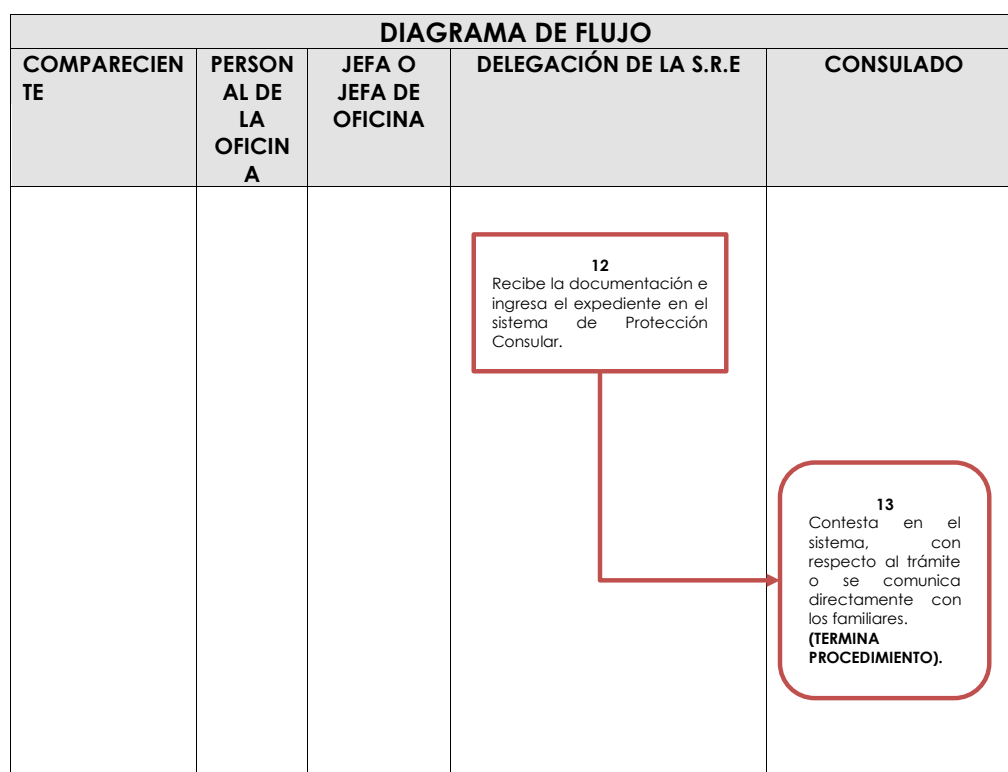 DIAGRAMA DE FLUJO
COMPARECIEN
TE
PERSON
AL DE
LA
OFICIN
A
JEFA O
JEFA DE
OFICINA
DELEGACIÓN DE LA S.R.E
CONSULADO
12
Recibe la documentación e
ingresa el expediente en el
sistema de Protección
Consular.
13
Contesta en el
sistema, con
respecto al trámite
o se comunica
directamente con
los familiares.
(TERMINA
PROCEDIMIENTO).